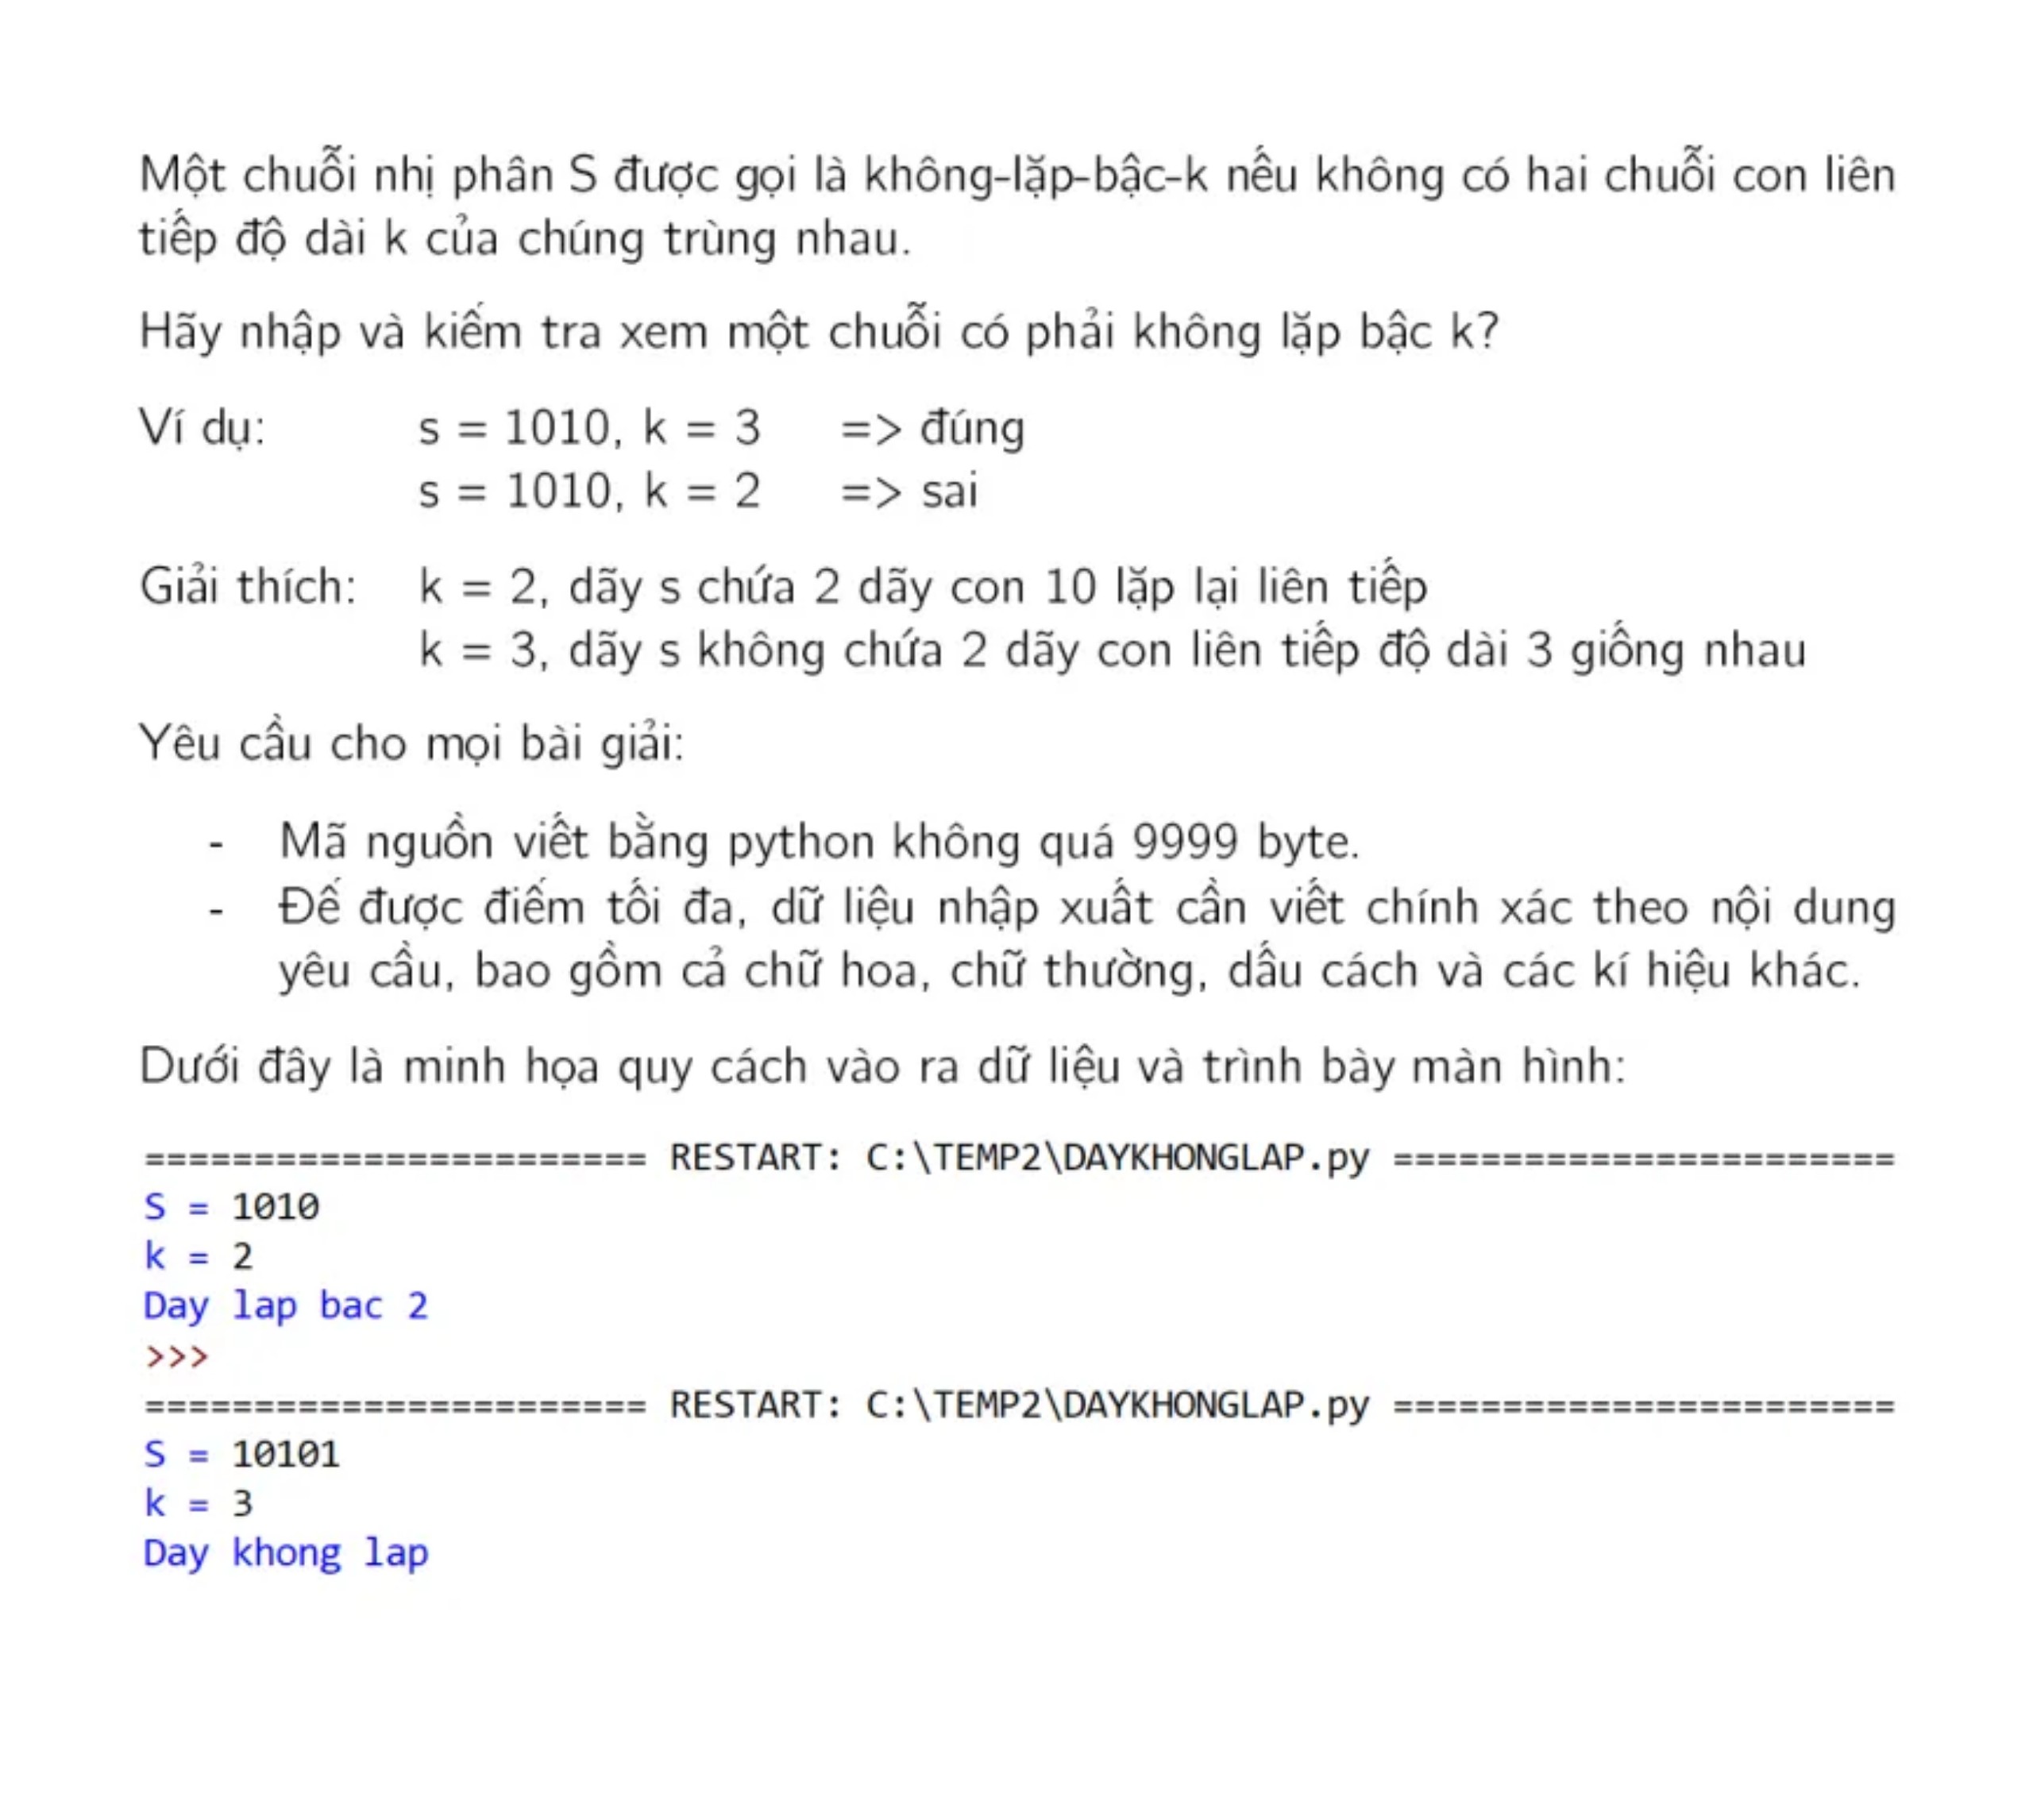 Một chuỗi nhị phân S được gọi là không-lặp-bậc-k nếu không có hai chuỗi con liên
tiếp độ dài k của chúng trùng nhau.
Hãy nhập và kiểm tra xem một chuỗi có phải không lặp bậc k?
Ví dụ: s = 1010, k = 3 => đúng
s = 1010, k = 2 => sai
Giải thích: k = 2, dãy s chứa 2 dãy con 10 lặp lại liên tiếp
k = 3, dãy s không chứa 2 dãy con liên tiếp độ dài 3 giống nhau
Yêu cầu cho mọi bài giải:
- Mã nguồn viết bằng python không quá 9999 byte.
- Để được điểm tối đa, dữ liệu nhập xuất cần viết chính xác theo nội dung
yêu cầu, bao gồm cả chữ hoa, chữ thường, dấu cách và các kí hiệu khác.
Dưới đây là minh họa quy cách vào ra dữ liệu và trình bày màn hình:
======================= RESTART: C:\TEMP2\DAYKHONGLAP.py =======================
S = 1010
k = 2
Day lap bac 2
>>>
======================= RESTART: C:\TEMP2\DAYKHONGLAP.py =======================
S = 10101
k = 3
Day khong lap